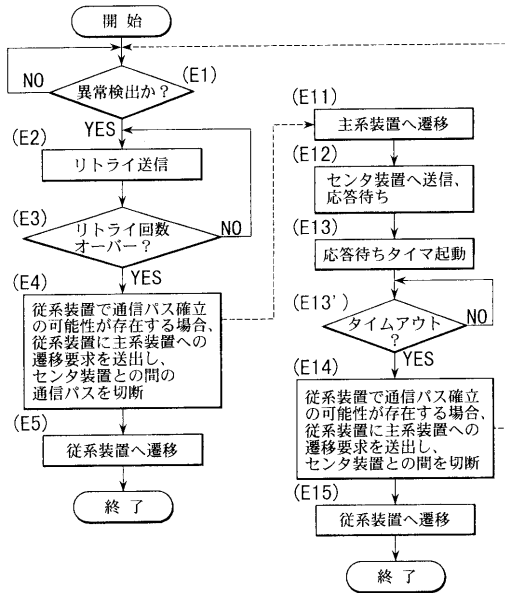 開 始
(E1)
異常検出か?
NO
YES
(E2)
リトライ送信
(E3)
リトライ回数
オーバー?
NO
YES
(E4)
従系装置で通信パス確立
の可能性が存在する場合、
従系装置に主系装置への
遷移要求を送出し、
センタ装置との間の
通信パスを切断
(E5)
従系装置へ遷移
終 了
(E11)
主系装置へ遷移
(E12)
センタ装置へ送信、
応答待ち
(E13)
応答待ちタイマ起動
(E13')
タイムアウト
?
NO
YES
(E14)
従系装置で通信パス確立
の可能性が存在する場合、
従系装置に主系装置への
遷移要求を送出し、
センタ装置との間を切断
(E15)
従系装置へ遷移
終 了